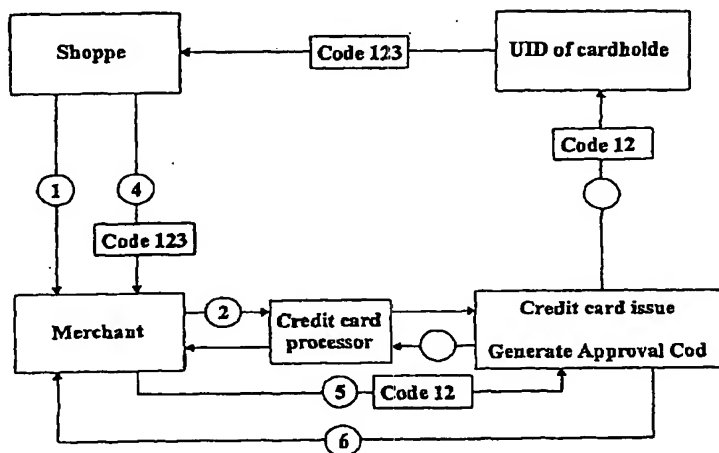 Shoppe
Code 123
UID of cardholde
Code 12
1
4
Code 123
2
Merchant
Credit card
processor
Credit card issue
Generate Approval Cod
5
Code 12
6